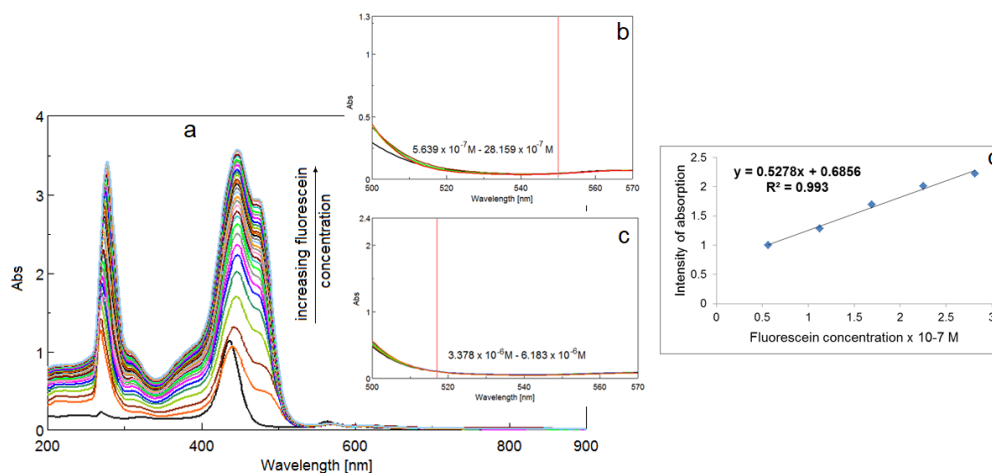 a
4
3
2
1
0
Abs
200 400 600 800 900
Wavelength [nm]
increasing fluorescein
concentration
b
1.3
1
0.5
0
Abs
5.639 x 10⁻⁷M - 28.159 x 10⁻⁷ M
500 520 540 560 570
Wavelength [nm]
c
2.4
2
1
0
Abs
3.378 x 10⁻⁶M - 6.183 x 10⁻⁶ M
500 520 540 560 570
Wavelength [nm]
y = 0.5278x + 0.6856
R² = 0.993
2.5
2
1.5
1
0.5
0
Intensity of absorption
0 0.5 1 1.5 2 2.5 3
Fluorescein concentration x 10-7 M